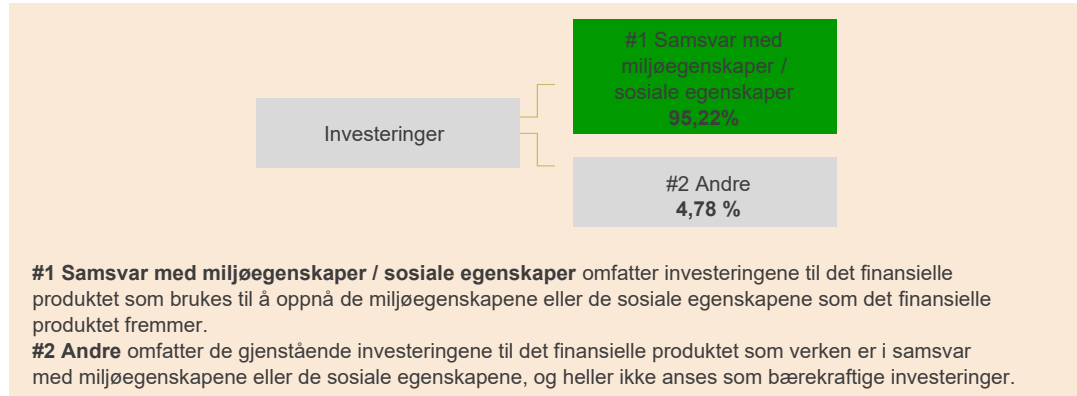 #1 Samsvar med
miljøegenskaper /
sosiale egenskaper
95,22%
Investeringer
#2 Andre
4,78 %
#1 Samsvar med miljøegenskaper / sosiale egenskaper omfatter investeringene til det finansielle
produktet som brukes til å oppnå de miljøegenskapene eller de sosiale egenskapene som det finansielle
produktet fremmer.
#2 Andre omfatter de gjenstående investeringene til det finansielle produktet som verken er i samsvar
med miljøegenskapene eller de sosiale egenskapene, og heller ikke anses som bærekraftige investeringer.